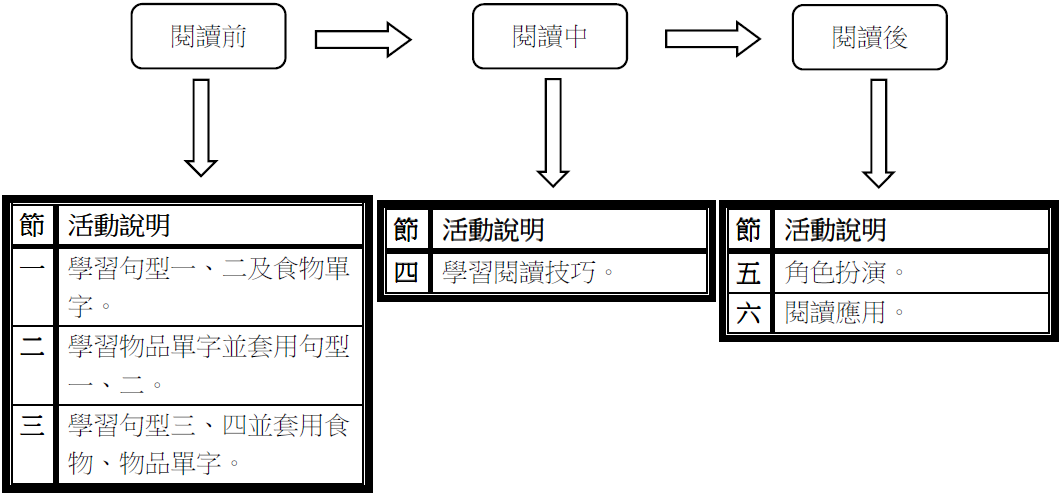 閱讀前
閱讀中
閱讀後
節 活動說明
一 學習句型一、二及食物單
字。
二 學習物品單字並套用句型
一、二。
三 學習句型三、四並套用食
物、物品單字。
節 活動說明
四 學習閱讀技巧。
節 活動說明
五 角色扮演。
六 閱讀應用。